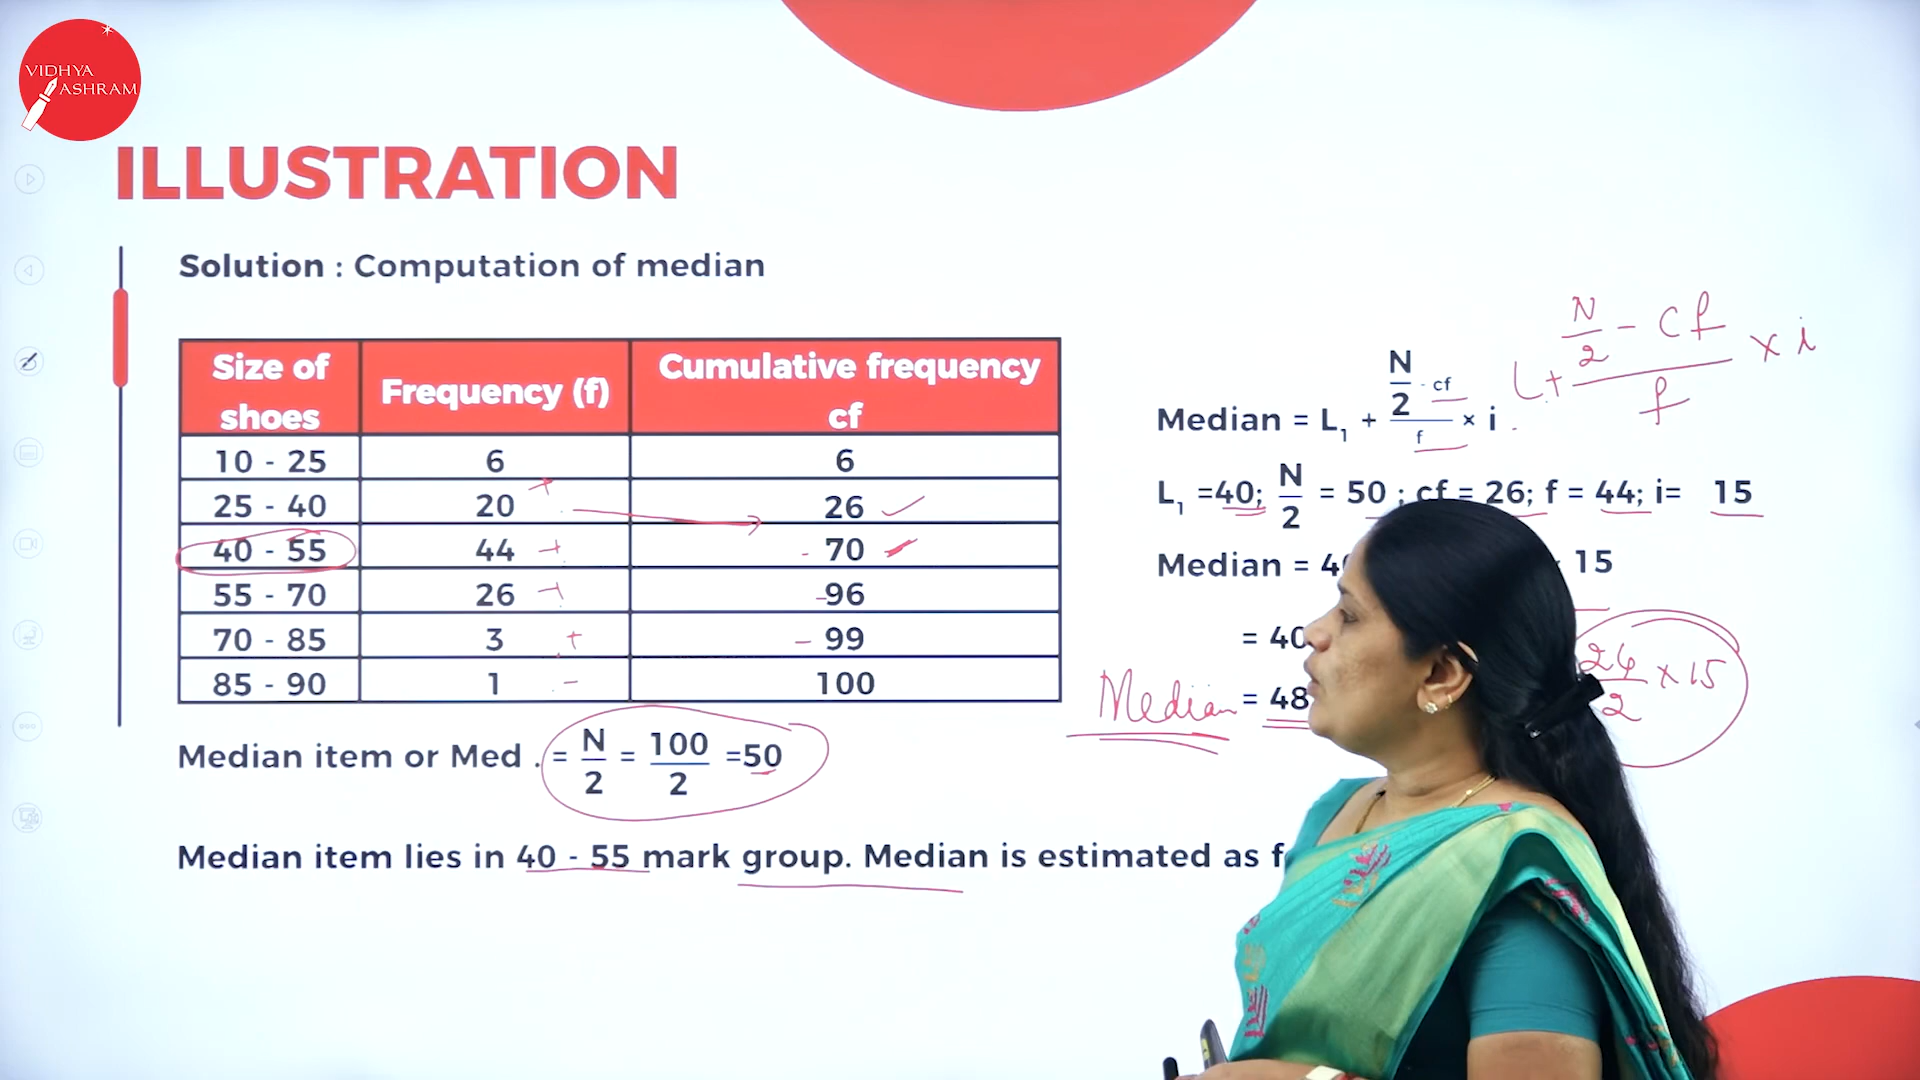 VIDHYA
ASHRAM
ILLUSTRATION
Solution : Computation of median
Size of shoes | Frequency (f) | Cumulative frequency cf
10 - 25 | 6 | 6
25 - 40 | 20 | 26
40 - 55 | 44 | 70
55 - 70 | 26 | 96
70 - 85 | 3 | 99
85 - 90 | 1 | 100
Median item or Med . = N/2 = 100/2 =50
Median item lies in 40 - 55 mark group. Median is estimated as
Median = L₁ + (N/2 - cf)/f × i
L+ (N/2 - cf)/f × i
L₁ =40; N/2 = 50 ; cf = 26; f = 44; i= 15
Median = 15
= 40
Median = 48
24/2 × 15